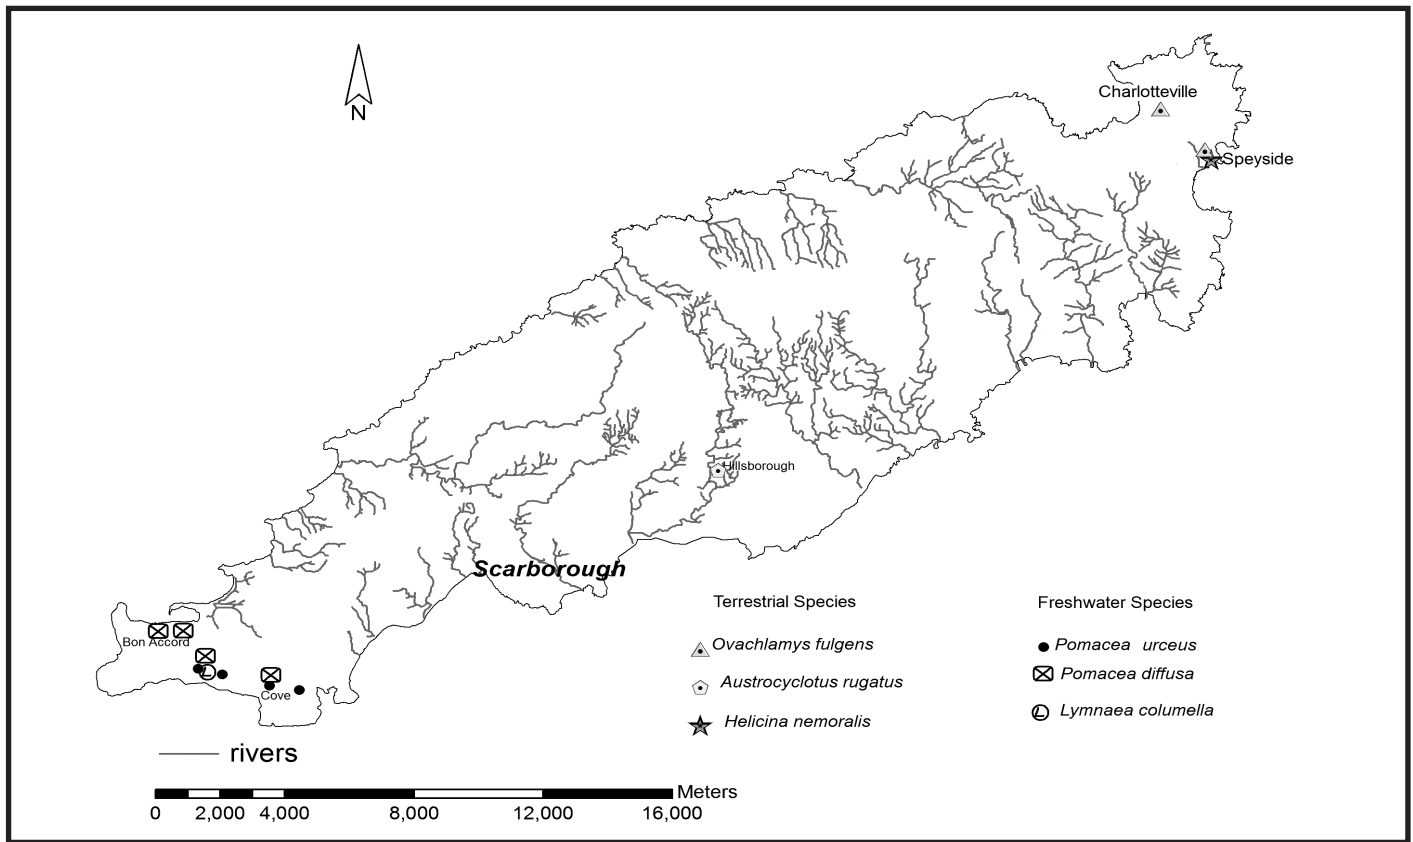 N
Charlotteville
Speyside
Hillsborough
Scarborough
Bon Accord
L
Cove
Terrestrial Species
Ovachlamys fulgens
Austrocyclotus rugatus
Helicina nemoralis
Freshwater Species
Pomacea urceus
Pomacea diffusa
L Lymnaea columella
rivers
Meters
0 2,000 4,000 8,000 12,000 16,000